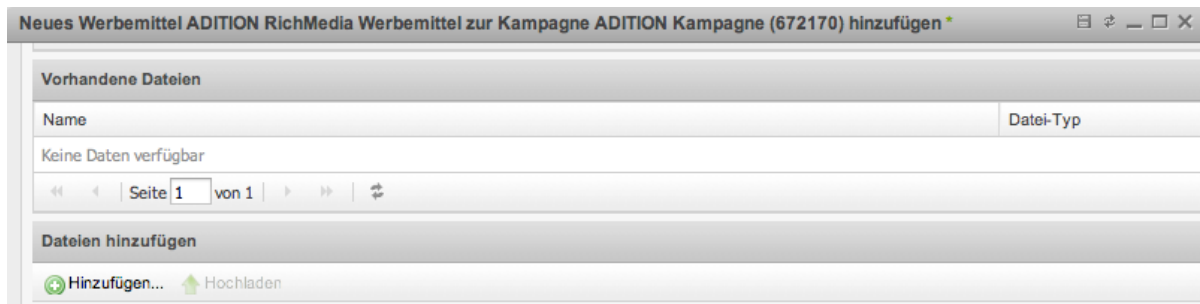 Neues Werbemittel ADITION RichMedia Werbemittel zur Kampagne ADITION Kampagne (672170) hinzufügen *
Vorhandene Dateien
Name Datei-Typ
Keine Daten verfügbar
Seite 1 von 1
Dateien hinzufügen
Hinzufügen... Hochladen